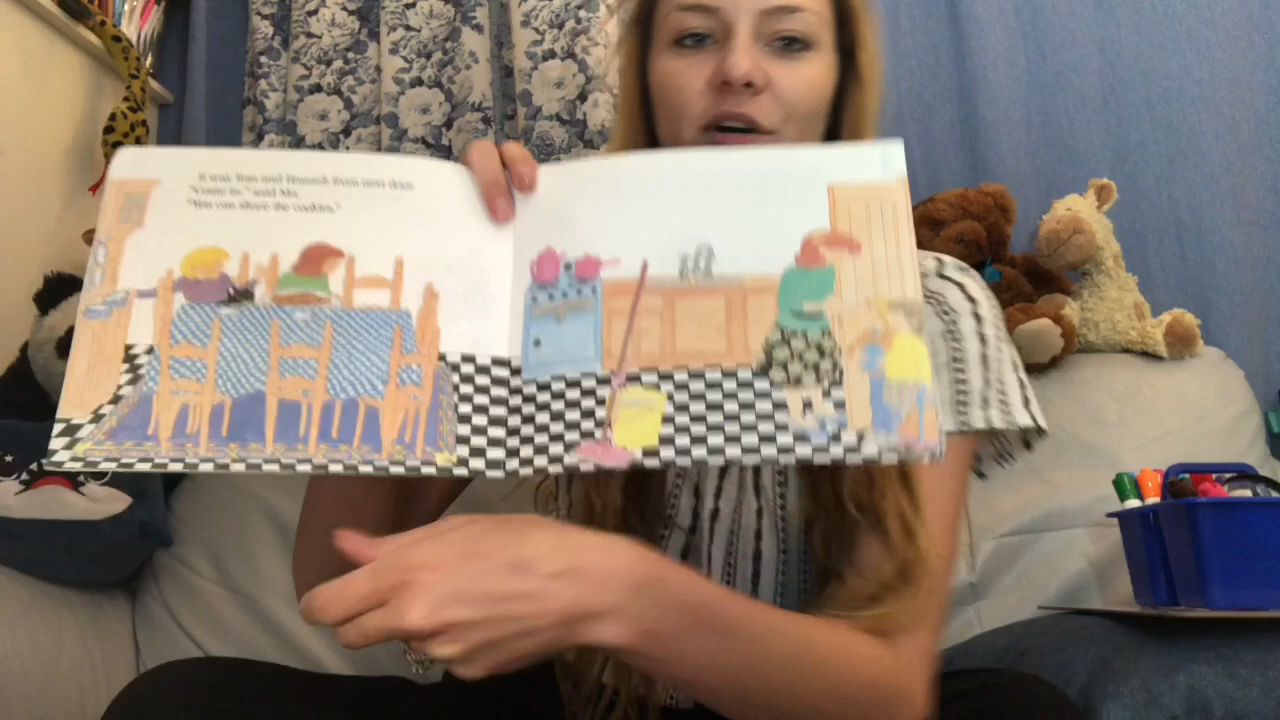 It was Tom and Hannah from next door.
"Come in," said Ma.
"You can share the cookies."